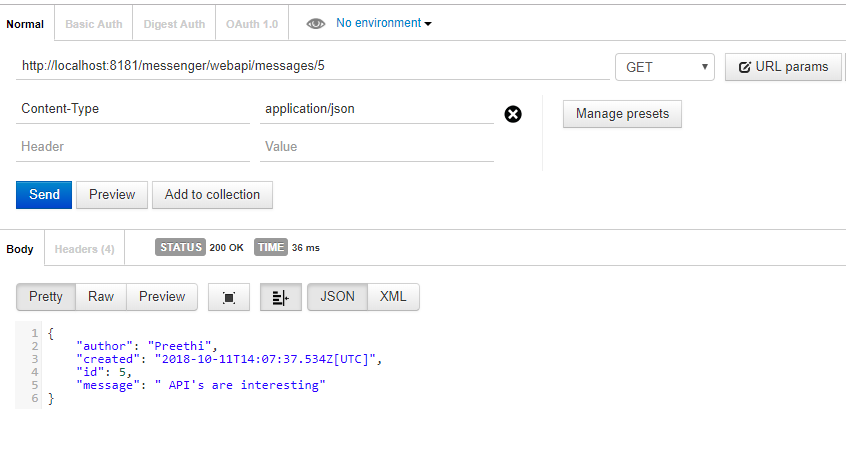 Normal Basic Auth Digest Auth OAuth 1.0 No environment
http://localhost:8181/messenger/webapi/messages/5 GET URL params
Content-Type application/json Manage presets
Header Value
Send Preview Add to collection
Body Headers (4) STATUS 200 OK TIME 36 ms
Pretty Raw Preview JSON XML
1 {
2 "author": "Preethi",
3 "created": "2018-10-11T14:07:37.534Z[UTC]",
4 "id": 5,
5 "message": " API's are interesting"
6 }